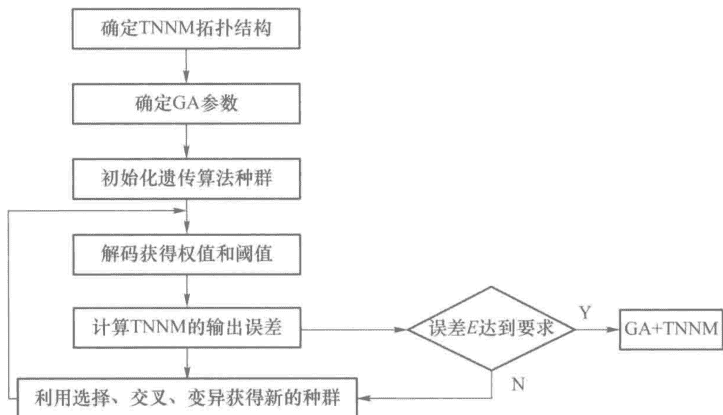 确定TNNM拓扑结构
确定GA参数
初始化遗传算法种群
解码获得权值和阈值
计算TNNM的输出误差
误差E达到要求
Y
GA+TNNM
N
利用选择、交叉、变异获得新的种群